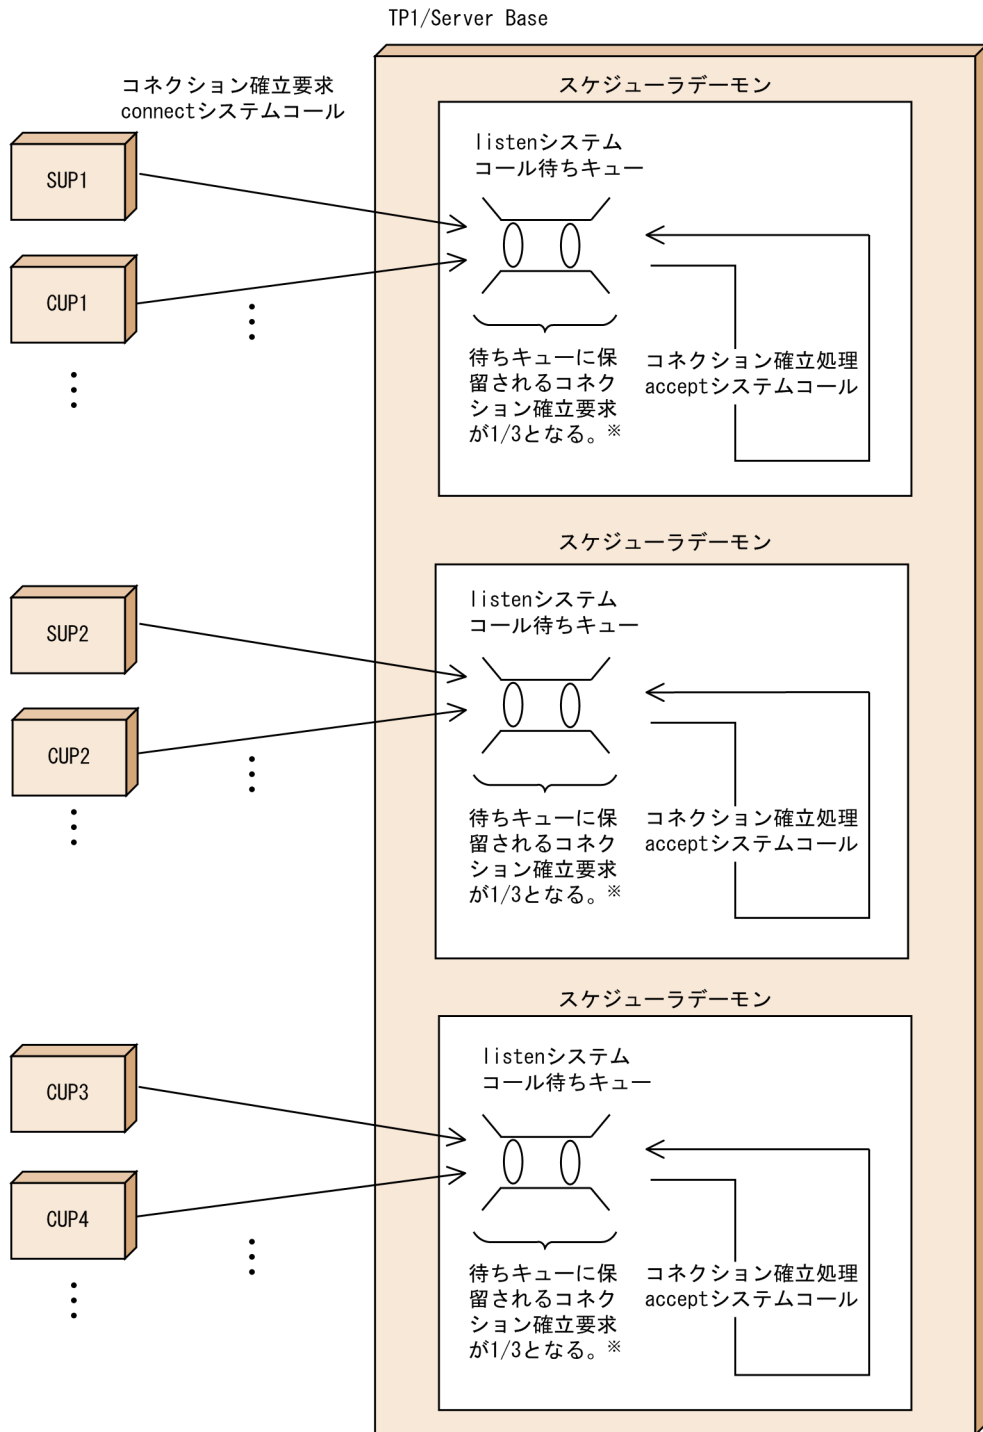 TP1/Server Base
コネクション確立要求
connectシステムコール
スケジューラデーモン
listenシステム
コール待ちキュー
SUP1
CUP1
待ちキューに保
留されるコネク
ション確立要求
が1/3となる。※
コネクション確立処理
acceptシステムコール
スケジューラデーモン
listenシステム
コール待ちキュー
SUP2
CUP2
待ちキューに保
留されるコネク
ション確立要求
が1/3となる。※
コネクション確立処理
acceptシステムコール
スケジューラデーモン
listenシステム
コール待ちキュー
CUP3
CUP4
待ちキューに保
留されるコネク
ション確立要求
が1/3となる。※
コネクション確立処理
acceptシステムコール